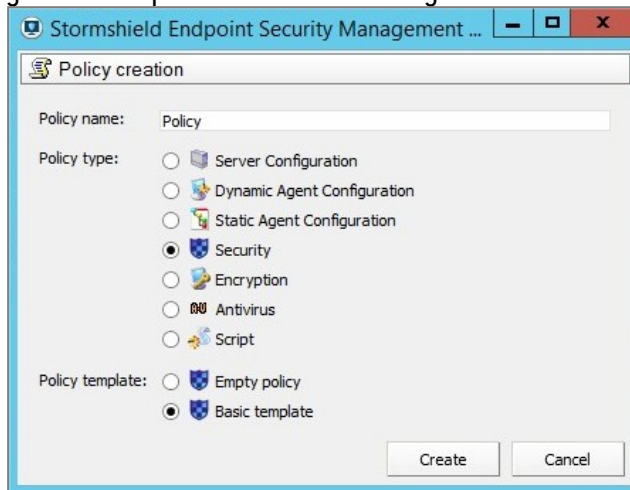 Stormshield Endpoint Security Management ...
Policy creation
Policy name: Policy
Policy type: Server Configuration
Dynamic Agent Configuration
Static Agent Configuration
Security
Encryption
Antivirus
Script
Policy template: Empty policy
Basic template
Create Cancel